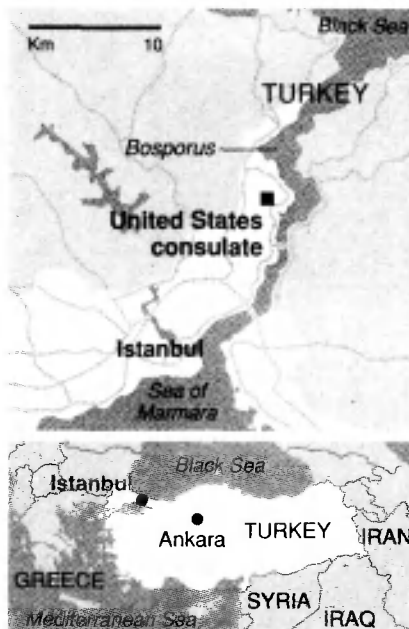 Km 10
Black Sea
TURKEY
Bosporus
United States
consulate
Istanbul
Sea of
Marmara
Black Sea
Istanbul
Ankara
TURKEY
IRAN
GREECE
SYRIA
Mediterranean Sea
IRAQ